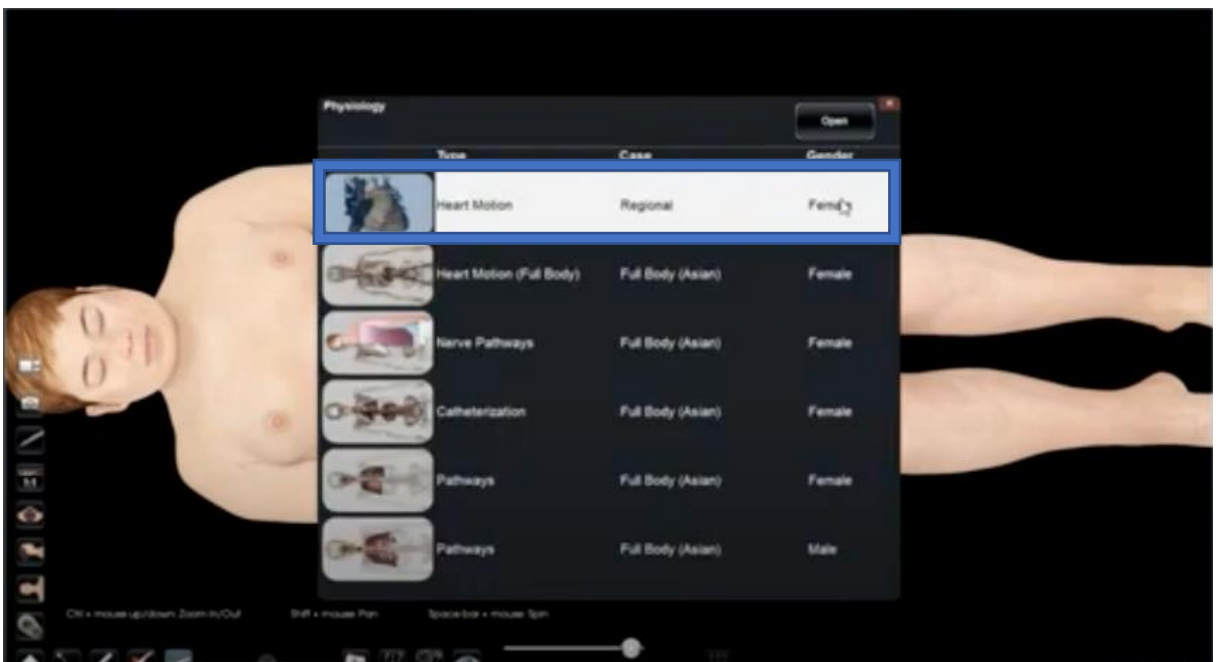 Physiology
Open
Type Case Gender
Heart Motion Regional Female
Heart Motion (Full Body) Full Body (Asian) Female
Nerve Pathways Full Body (Asian) Female
Catheterization Full Body (Asian) Female
Pathways Full Body (Asian) Female
Pathways Full Body (Asian) Male
Ctrl + mouse up/down: Zoom In/Out Shift + mouse: Pan Spacebar + mouse: Spin